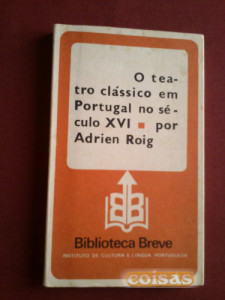 O tea-
tro clássico em
Portugal no sé-
culo XVI ▪ por
Adrien Roig
Biblioteca Breve
INSTITUTO DE CULTURA E LÍNGUA PORTUGUESA
coisas